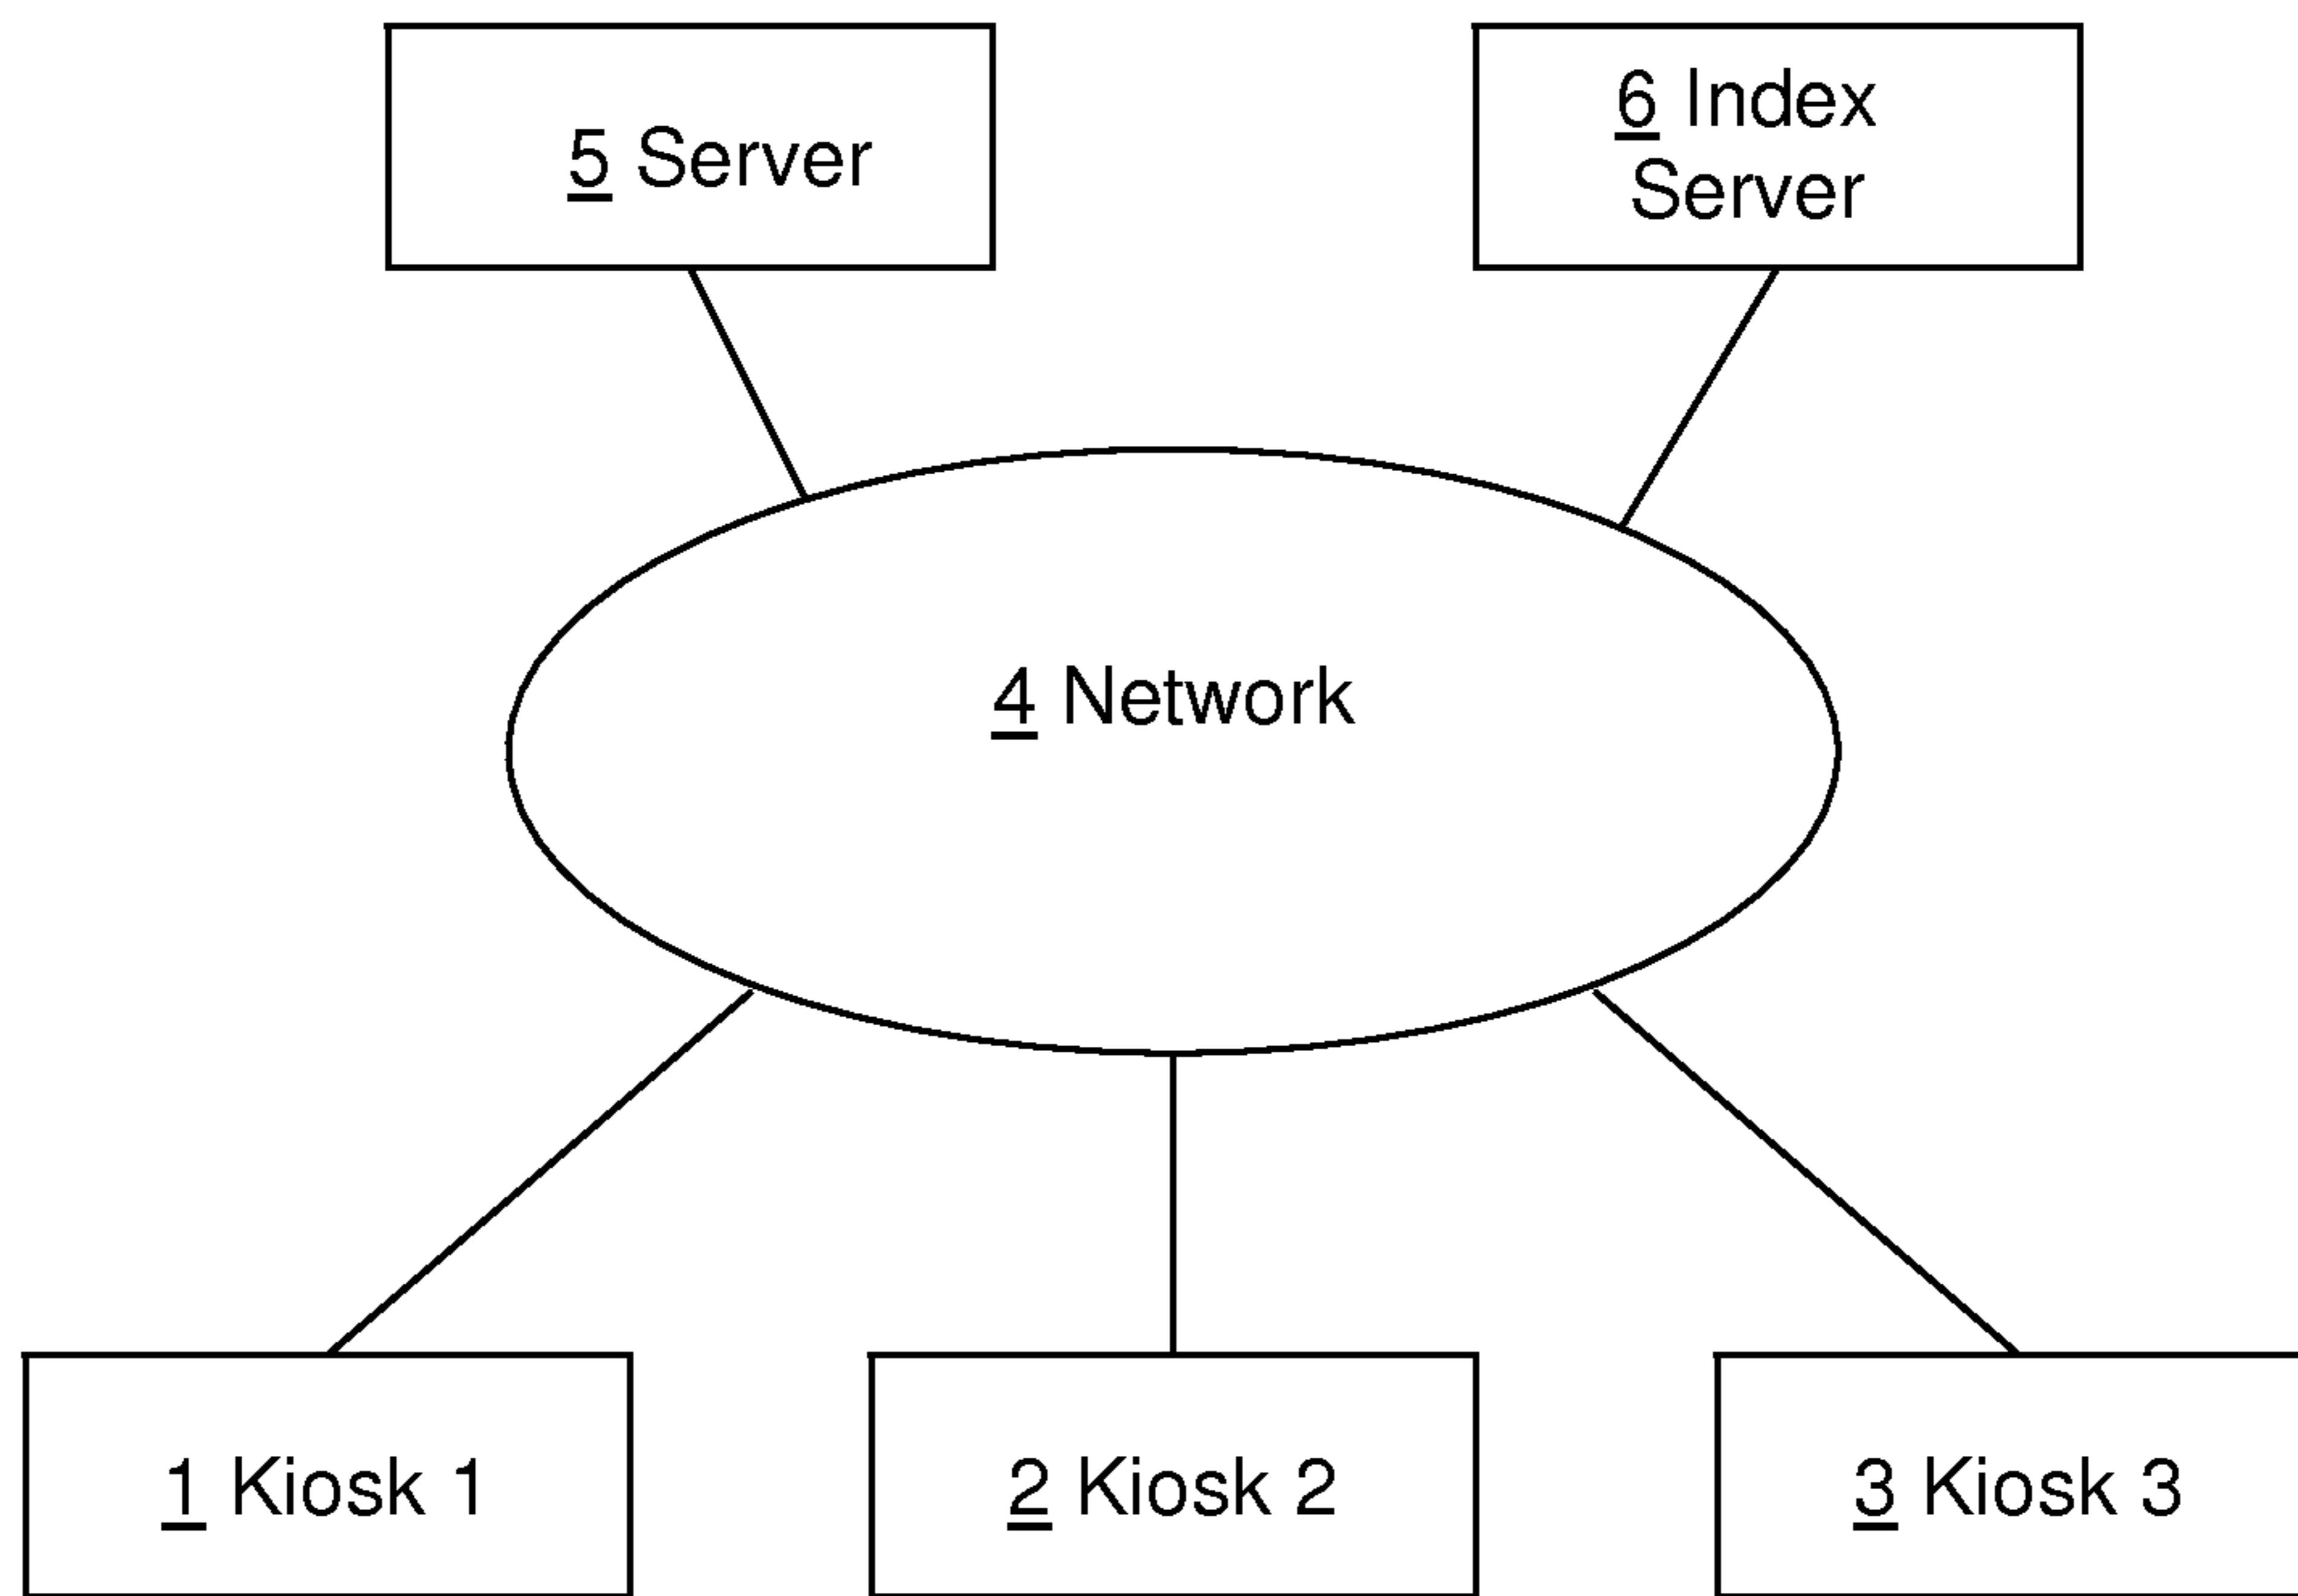 5 Server
6 Index
Server
4 Network
1 Kiosk 1
2 Kiosk 2
3 Kiosk 3